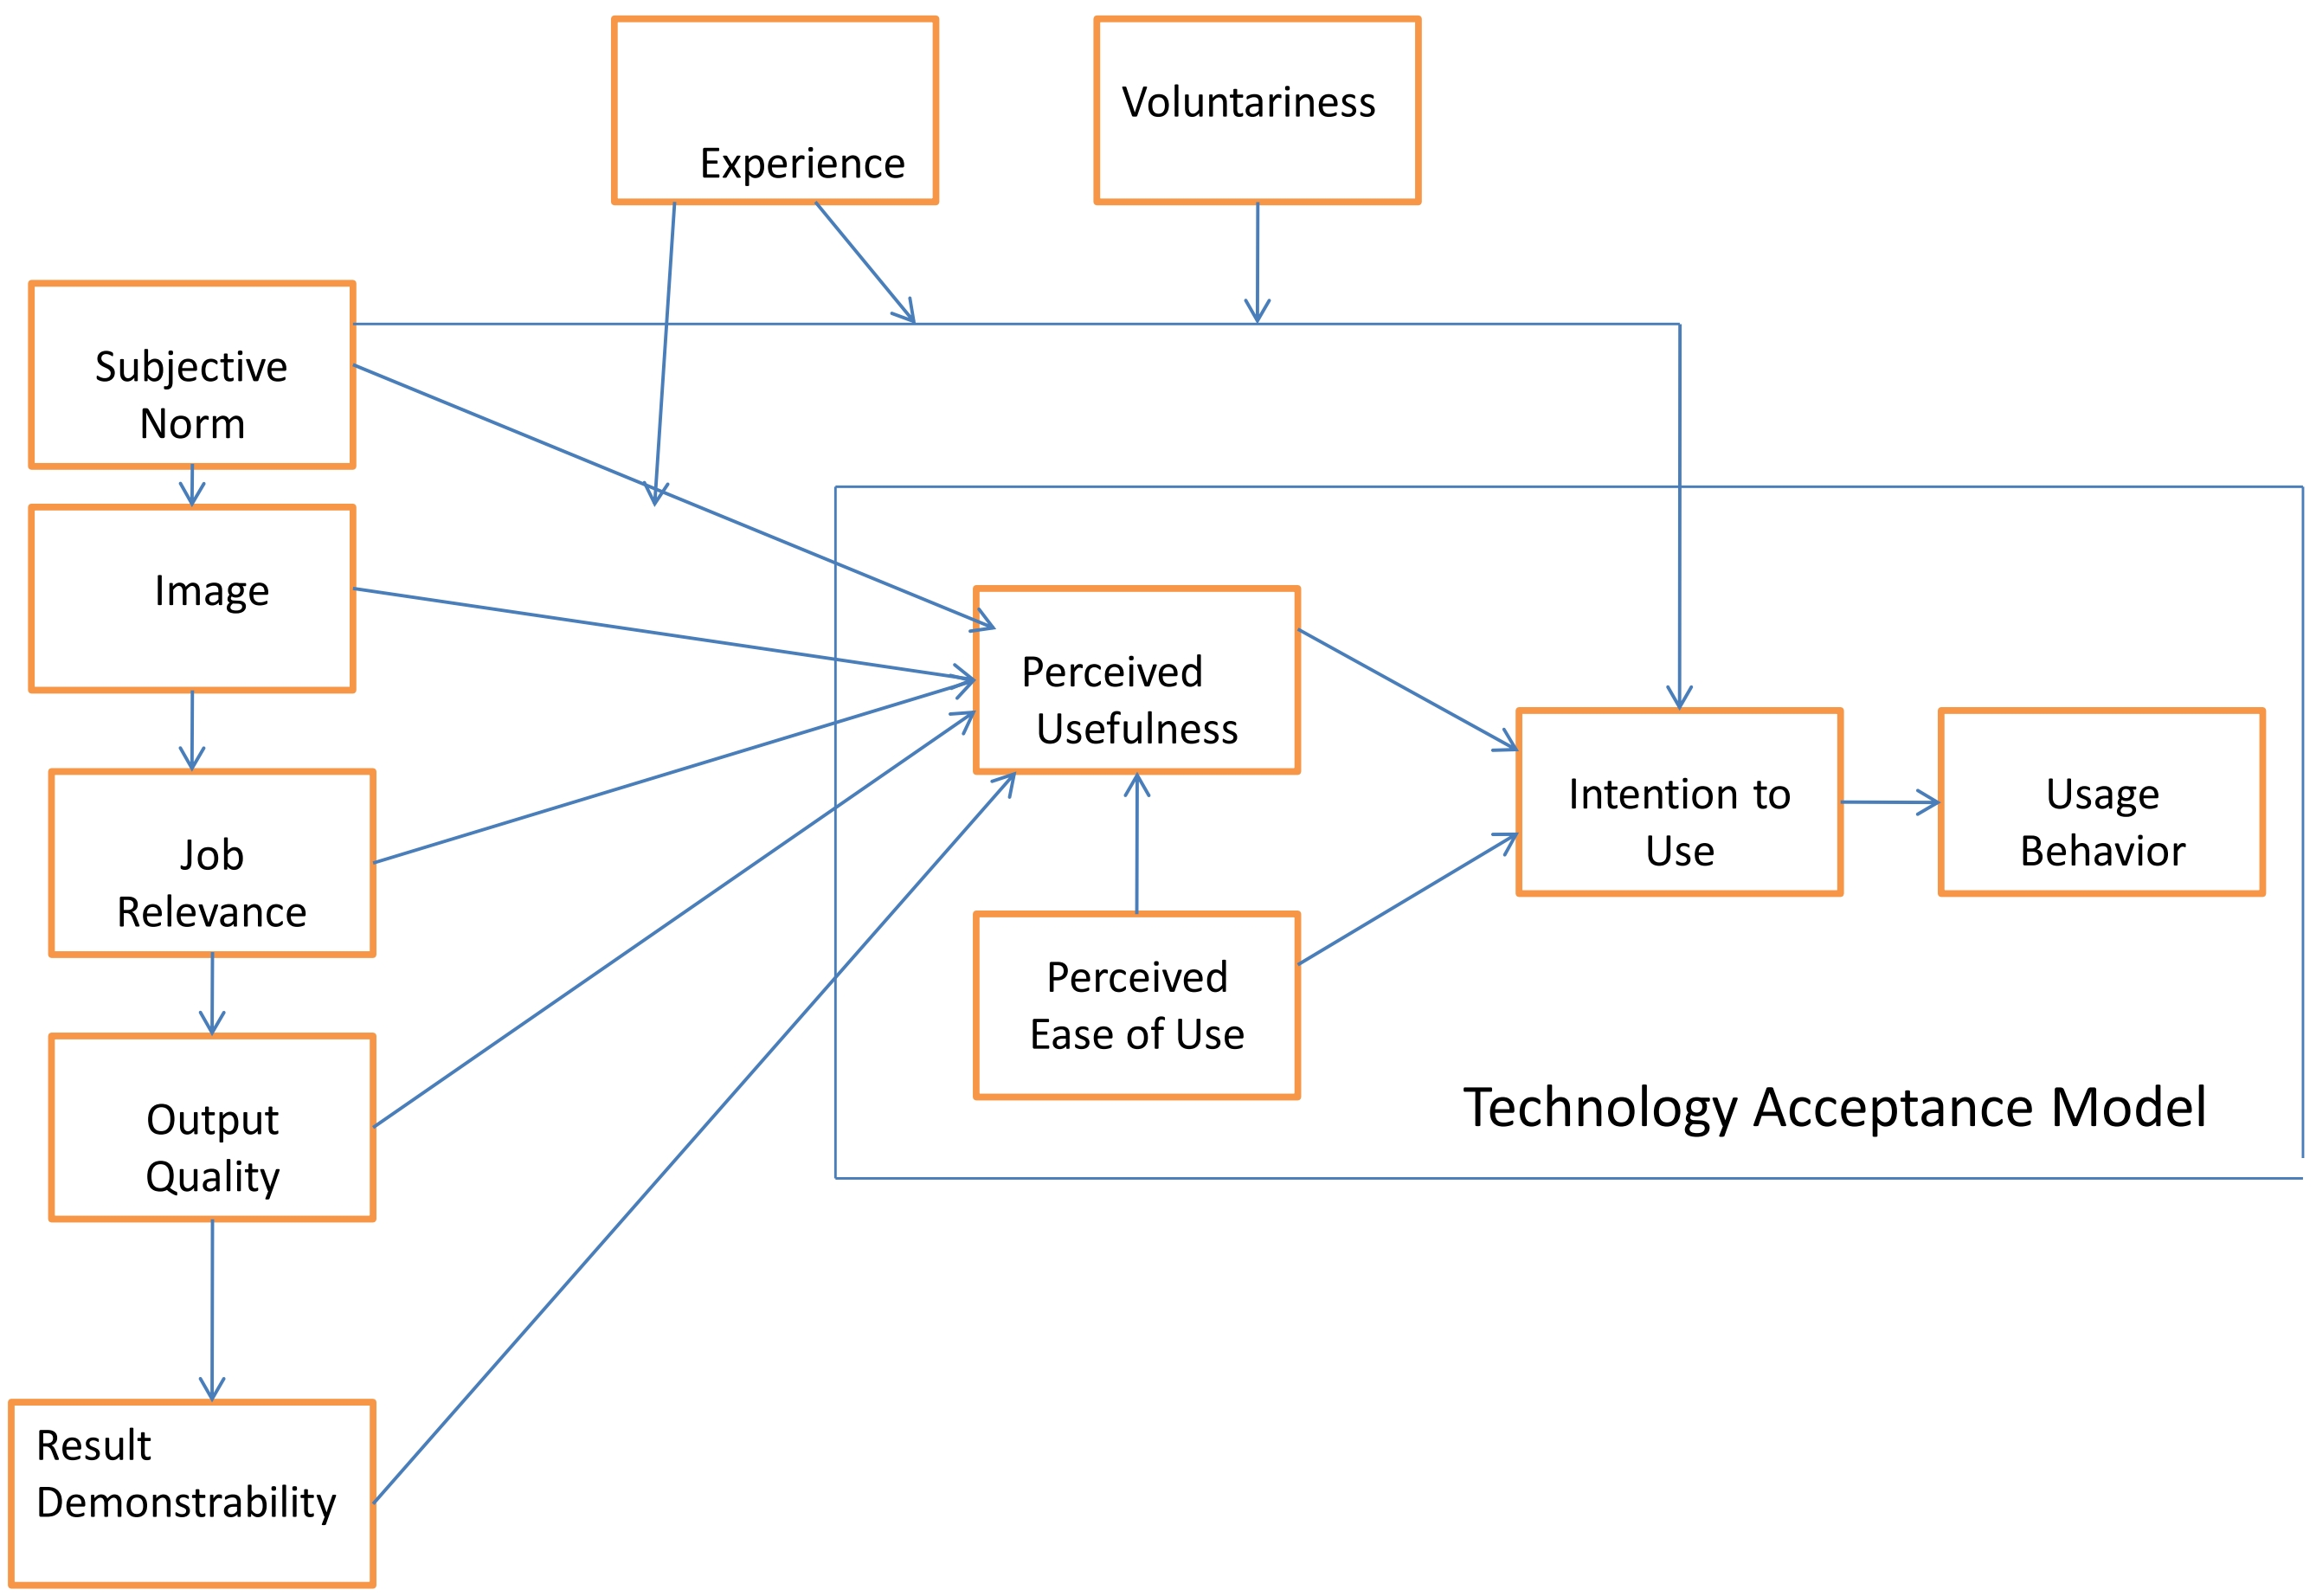 Experience
Voluntariness
Subjective
Norm
Image
Perceived
Usefulness
Intention to
Use
Usage
Behavior
Job
Relevance
Perceived
Ease of Use
Technology Acceptance Model
Output
Quality
Result
Demonstrability